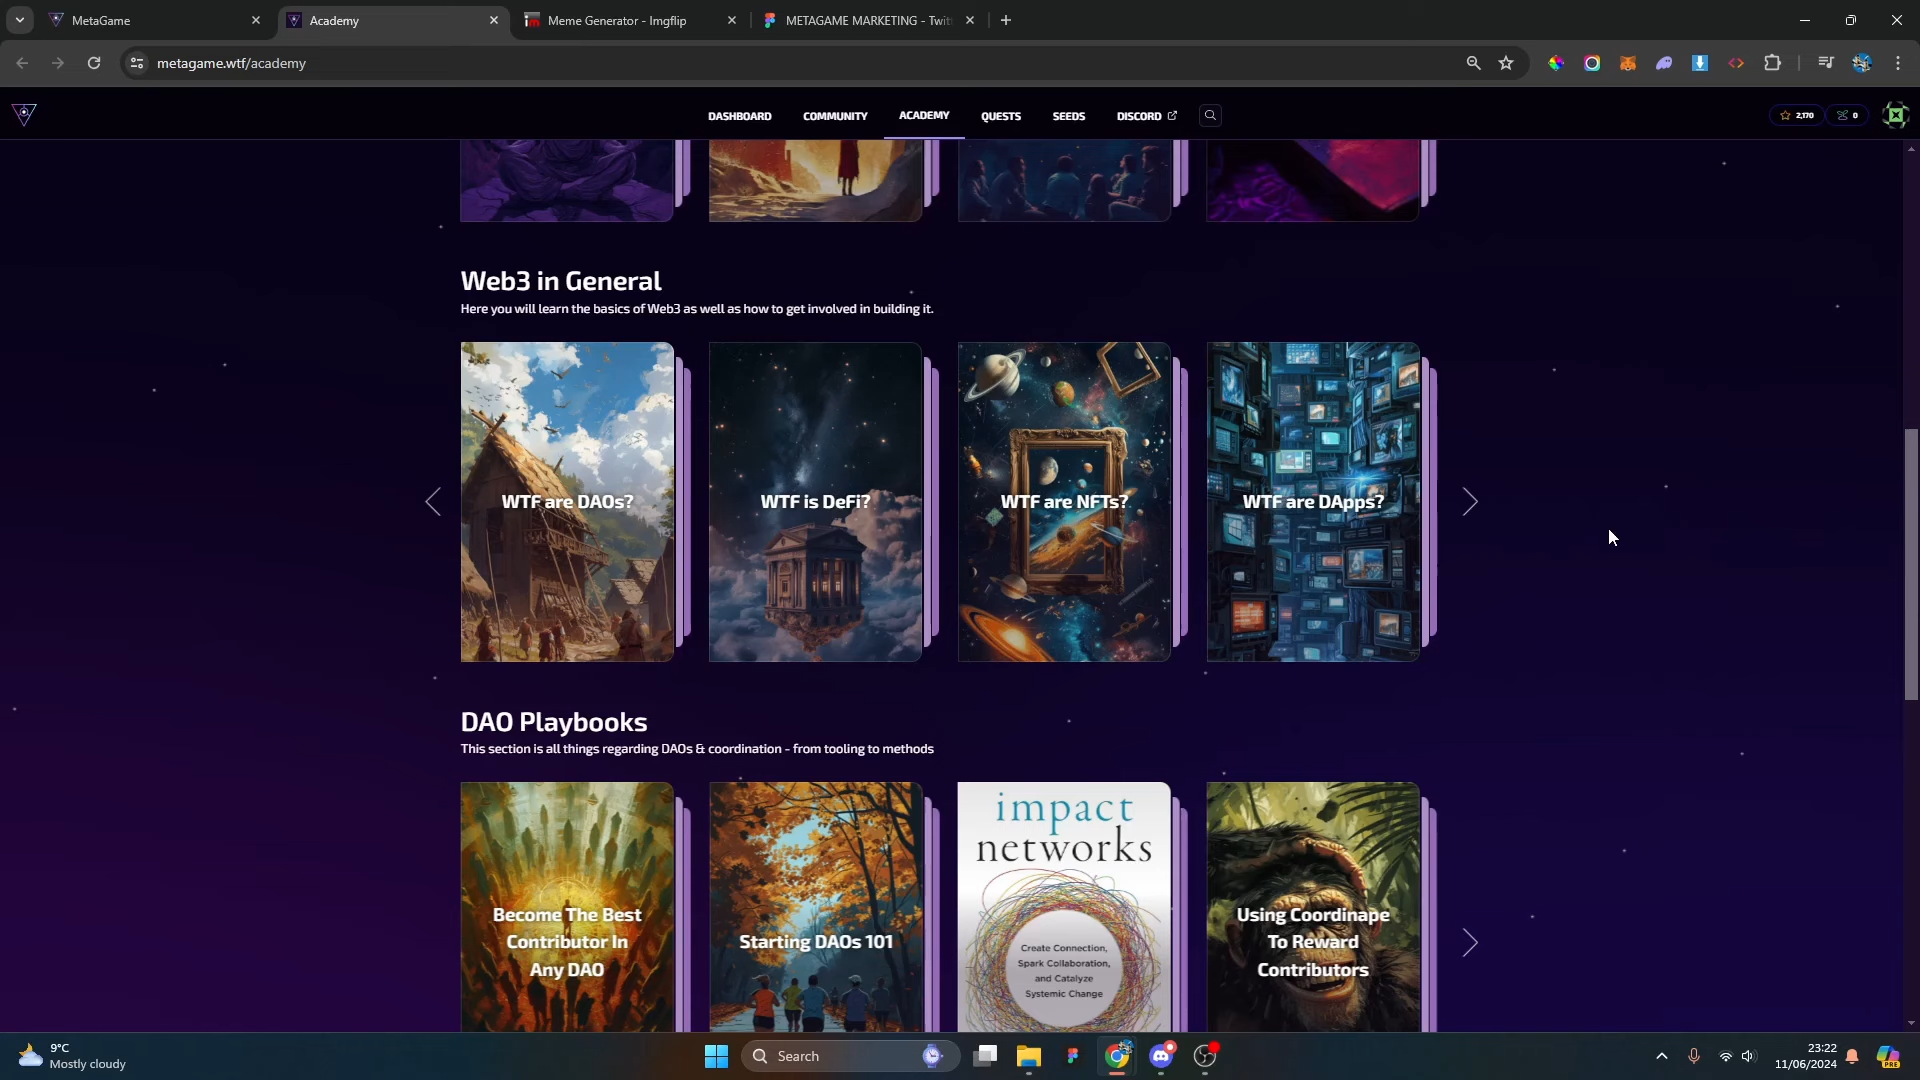 MetaGame
Academy
Meme Generator - Imgflip
METAGAME MARKETING - Twit
metagame.wtf/academy
DASHBOARD
COMMUNITY
ACADEMY
QUESTS
SEEDS
DISCORD
2,170
0
Web3 in General
Here you will learn the basics of Web3 as well as how to get involved in building it.
WTF are DAOs?
WTF is DeFi?
WTF are NFTs?
WTF are DApps?
DAO Playbooks
This section is all things regarding DAOs & coordination - from tooling to methods
Become The Best
Contributor In
Any DAO
Starting DAOs 101
impact
networks
Create Connection,
Spark Collaboration,
and Catalyze
Systemic Change
Using Coordinape
To Reward
Contributors
9°C
Mostly cloudy
Search
23:22
11/06/2024
PRE